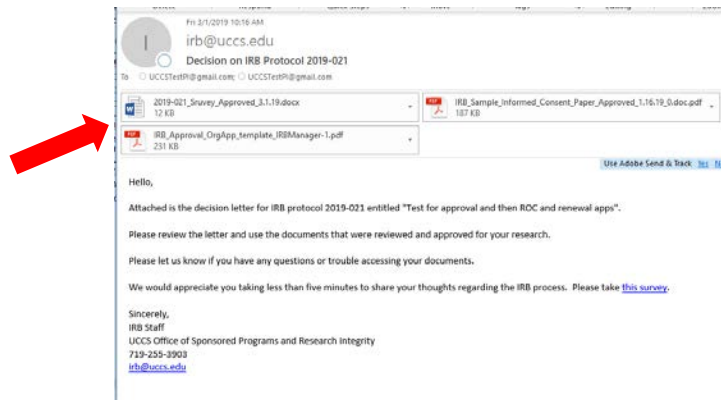 Fri 3/1/2019 10:16 AM
I irb@uccs.edu
Decision on IRB Protocol 2019-021
To UCCSTestPI@gmail.com; UCCSTestPI@gmail.com
2019-021_Sruvey_Approved_3.1.19.docx
12 KB
IRB_Sample_Informed_Consent_Paper_Approved_1.16.19_0.doc.pdf
187 KB
IRB_Approval_OrgApp_template_IRBManager-1.pdf
231 KB
Use Adobe Send & Track Yes
Hello,
Attached is the decision letter for IRB protocol 2019-021 entitled "Test for approval and then ROC and renewal apps".
Please review the letter and use the documents that were reviewed and approved for your research.
Please let us know if you have any questions or trouble accessing your documents.
We would appreciate you taking less than five minutes to share your thoughts regarding the IRB process. Please take this survey.
Sincerely,
IRB Staff
UCCS Office of Sponsored Programs and Research Integrity
719-255-3903
irb@uccs.edu